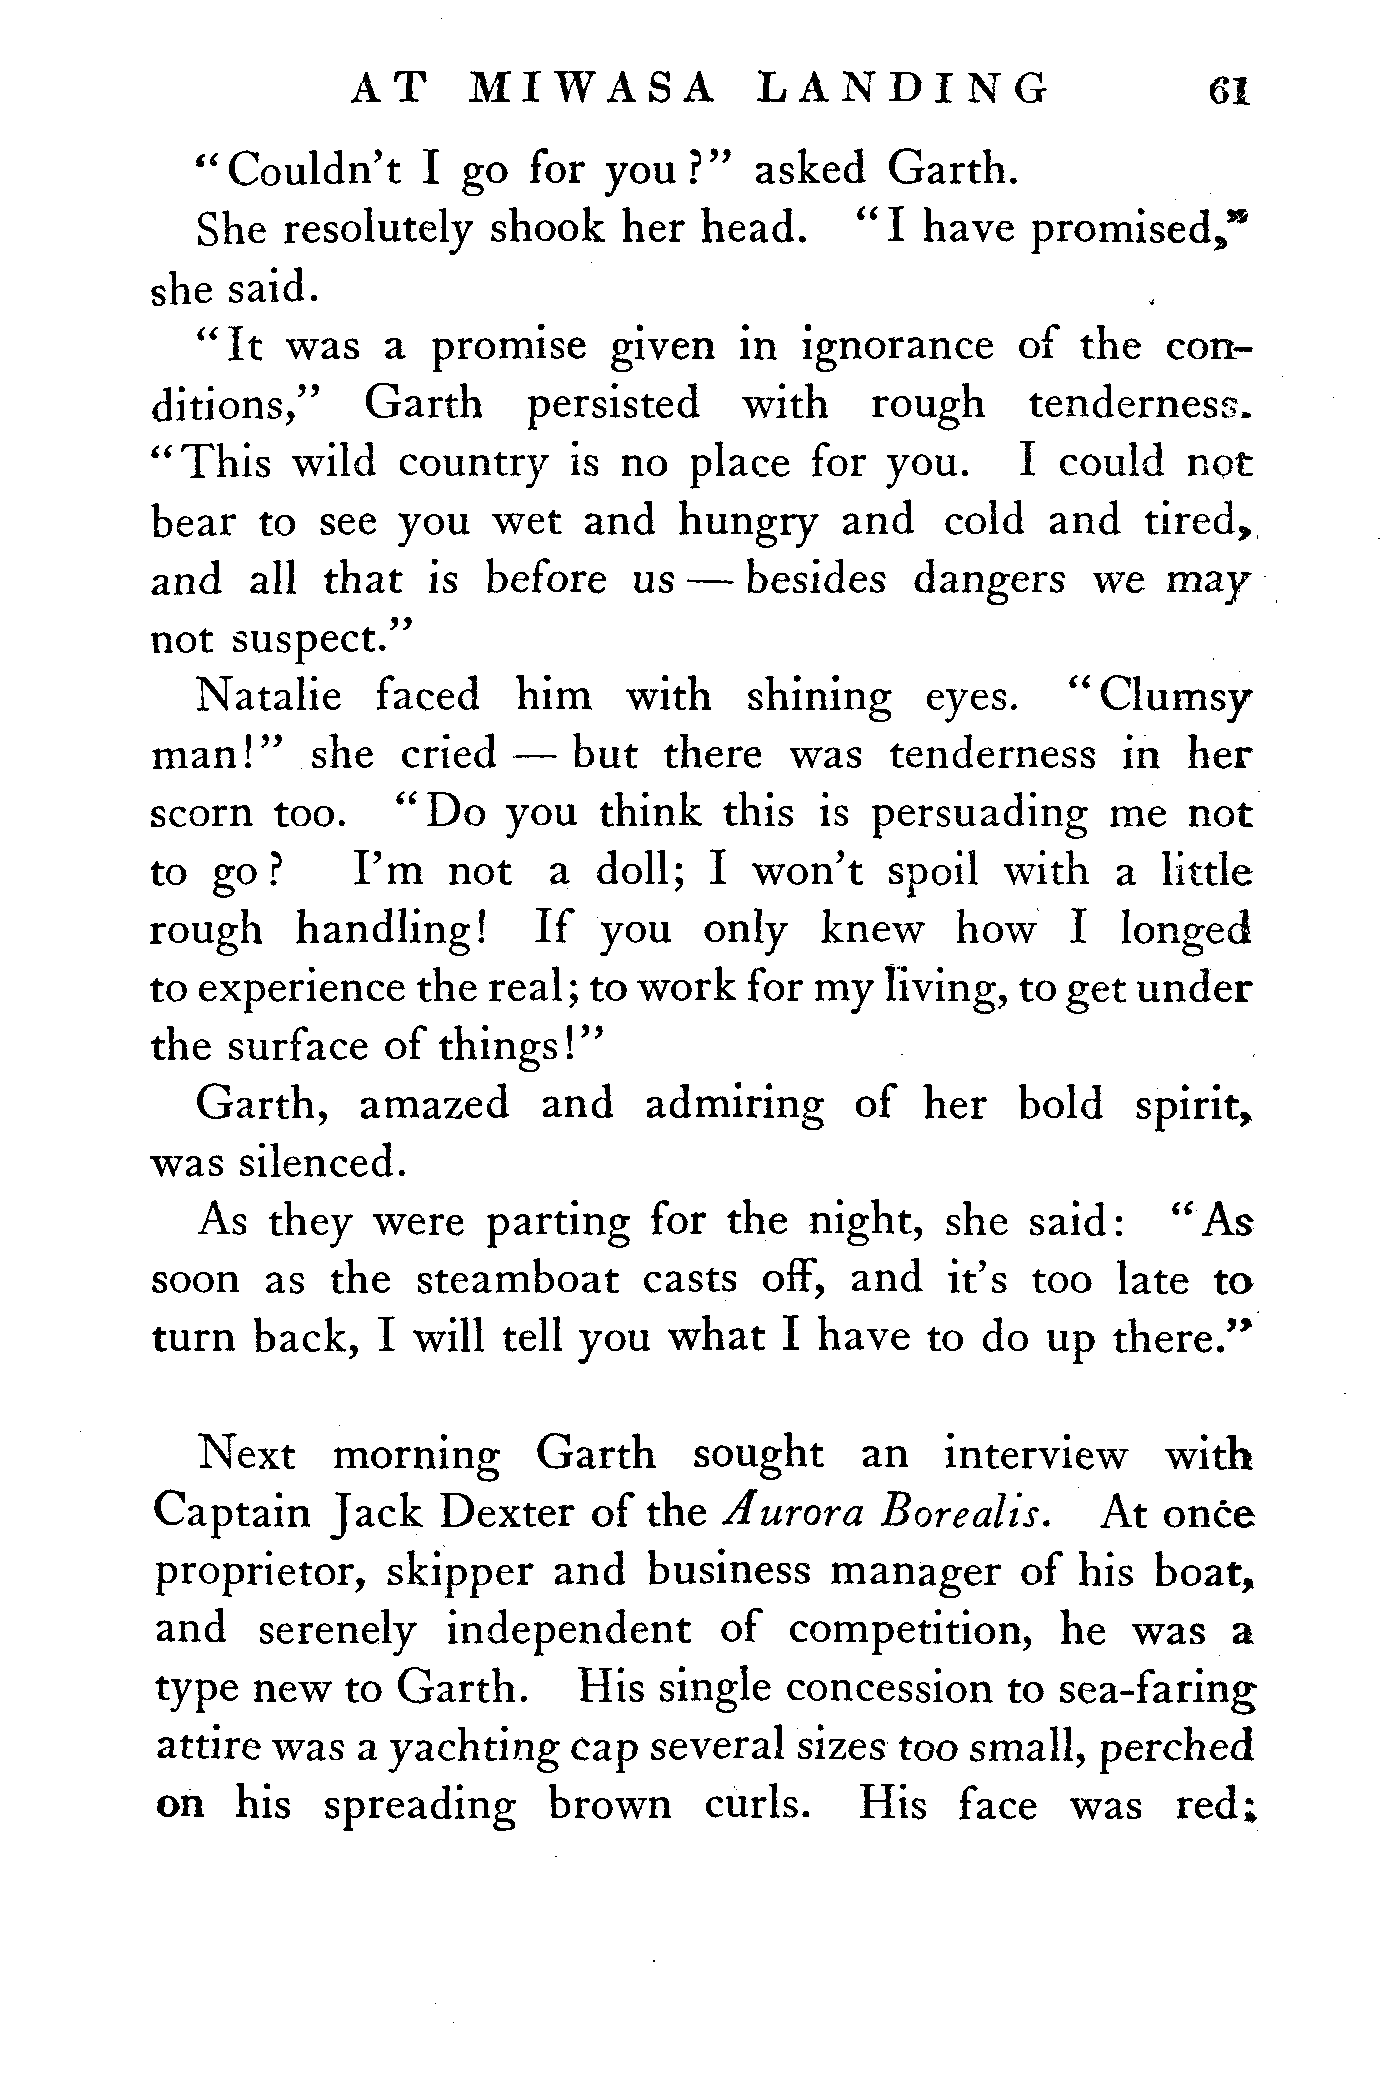 AT MIWASA LANDING 61
"Couldn't I go for you?" asked Garth.
She resolutely shook her head. "I have promised,"
she said.
"It was a promise given in ignorance of the con-
ditions," Garth persisted with rough tenderness.
"This wild country is no place for you. I could not
bear to see you wet and hungry and cold and tired,
and all that is before us — besides dangers we may
not suspect."
Natalie faced him with shining eyes. "Clumsy
man!" she cried — but there was tenderness in her
scorn too. "Do you think this is persuading me not
to go? I'm not a doll; I won't spoil with a little
rough handling! If you only knew how I longed
to experience the real; to work for my living, to get under
the surface of things!"
Garth, amazed and admiring of her bold spirit,
was silenced.
As they were parting for the night, she said: "As
soon as the steamboat casts off, and it's too late to
turn back, I will tell you what I have to do up there."
Next morning Garth sought an interview with
Captain Jack Dexter of the Aurora Borealis. At once
proprietor, skipper and business manager of his boat,
and serenely independent of competition, he was a
type new to Garth. His single concession to sea-faring
attire was a yachting cap several sizes too small, perched
on his spreading brown curls. His face was red;